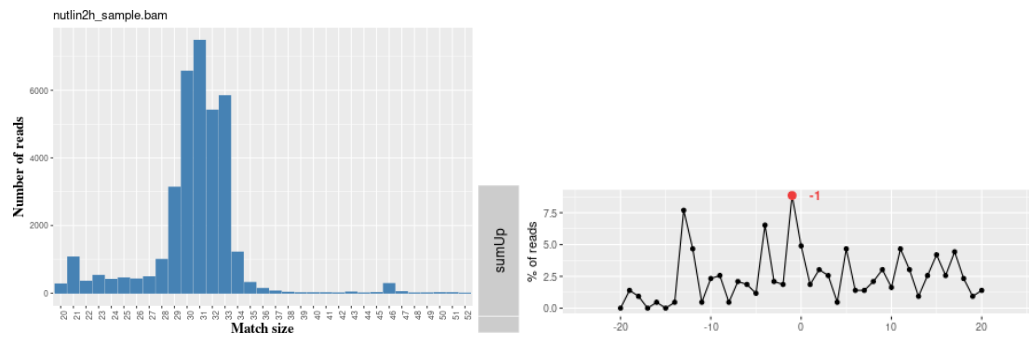 nutlin2h_sample.bam
Number of reads
6000
4000
2000
0
20 21 22 23 24 25 26 27 28 29 30 31 32 33 34 35 36 37 38 39 40 41 42 43 44 45 46 47 48 49 50 51 52
Match size
sumUp
% of reads
7.5
5.0
2.5
0.0
-1
-20 -10 0 10 20